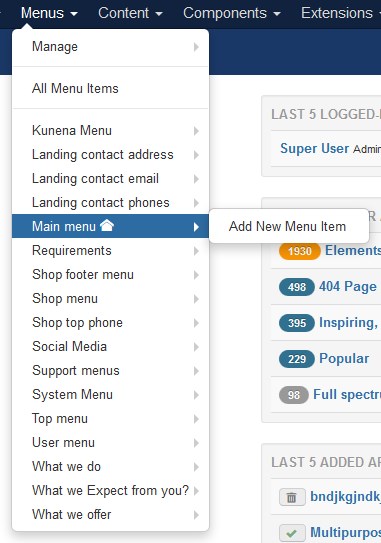 Menus Content Components Extensions
Manage
All Menu Items
Kunena Menu
Landing contact address
Landing contact email
Landing contact phones
Main menu
Add New Menu Item
Requirements
Shop footer menu
Shop menu
Shop top phone
Social Media
Support menus
System Menu
Top menu
User menu
What we do
What we Expect from you?
What we offer
LAST 5 LOGGED-
Super User Admin
1930 Elements
498 404 Page
395 Inspiring,
229 Popular
98 Full spectru
LAST 5 ADDED AR
bndjkgjndk
Multipurpos